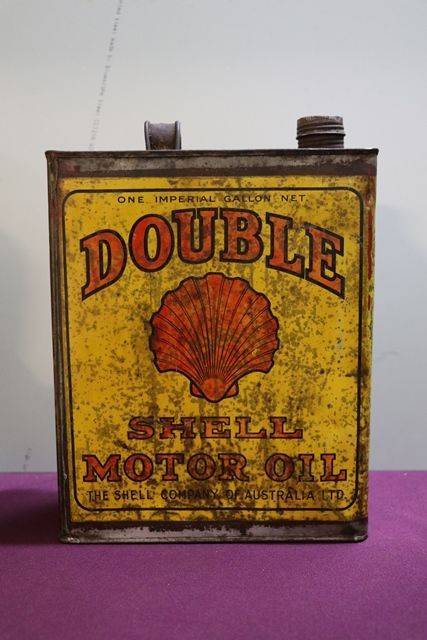 ONE IMPERIAL GALLON NET.
DOUBLE
SHELL
MOTOR OIL
THE SHELL COMPANY OF AUSTRALIA LTD.